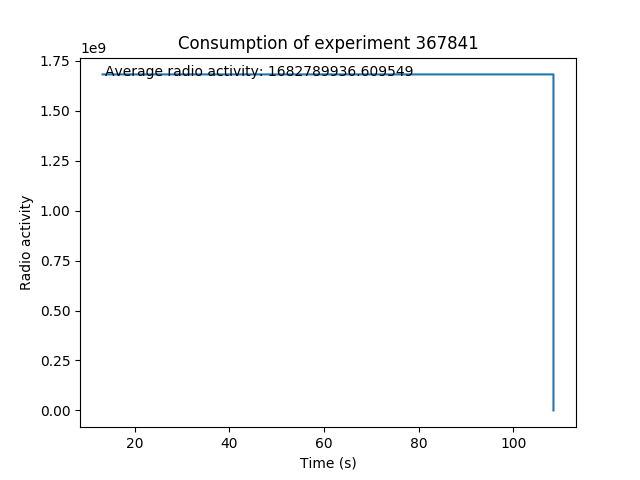 Consumption of experiment 367841
1e9
Average radio activity: 1682789936.609549
1.75
1.50
1.25
1.00
0.75
0.50
0.25
0.00
Radio activity
20 40 60 80 100
Time (s)